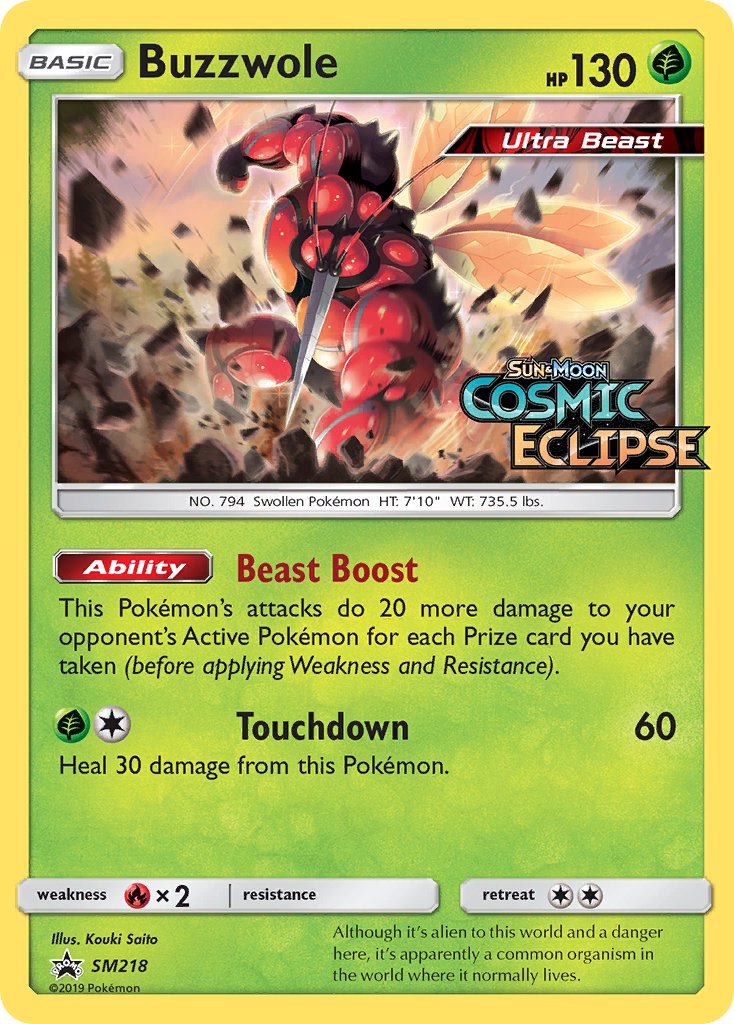 BASIC Buzzwole HP 130
Ultra Beast
SUN & MOON
COSMIC
ECLIPSE
NO. 794 Swollen Pokémon HT: 7'10" WT: 735.5 lbs.
Ability Beast Boost
This Pokémon's attacks do 20 more damage to your
opponent's Active Pokémon for each Prize card you have
taken (before applying Weakness and Resistance).
Touchdown 60
Heal 30 damage from this Pokémon.
weakness × 2 resistance retreat
Illus. Kouki Saito
PROMO SM218
©2019 Pokémon
Although it's alien to this world and a danger
here, it's apparently a common organism in
the world where it normally lives.